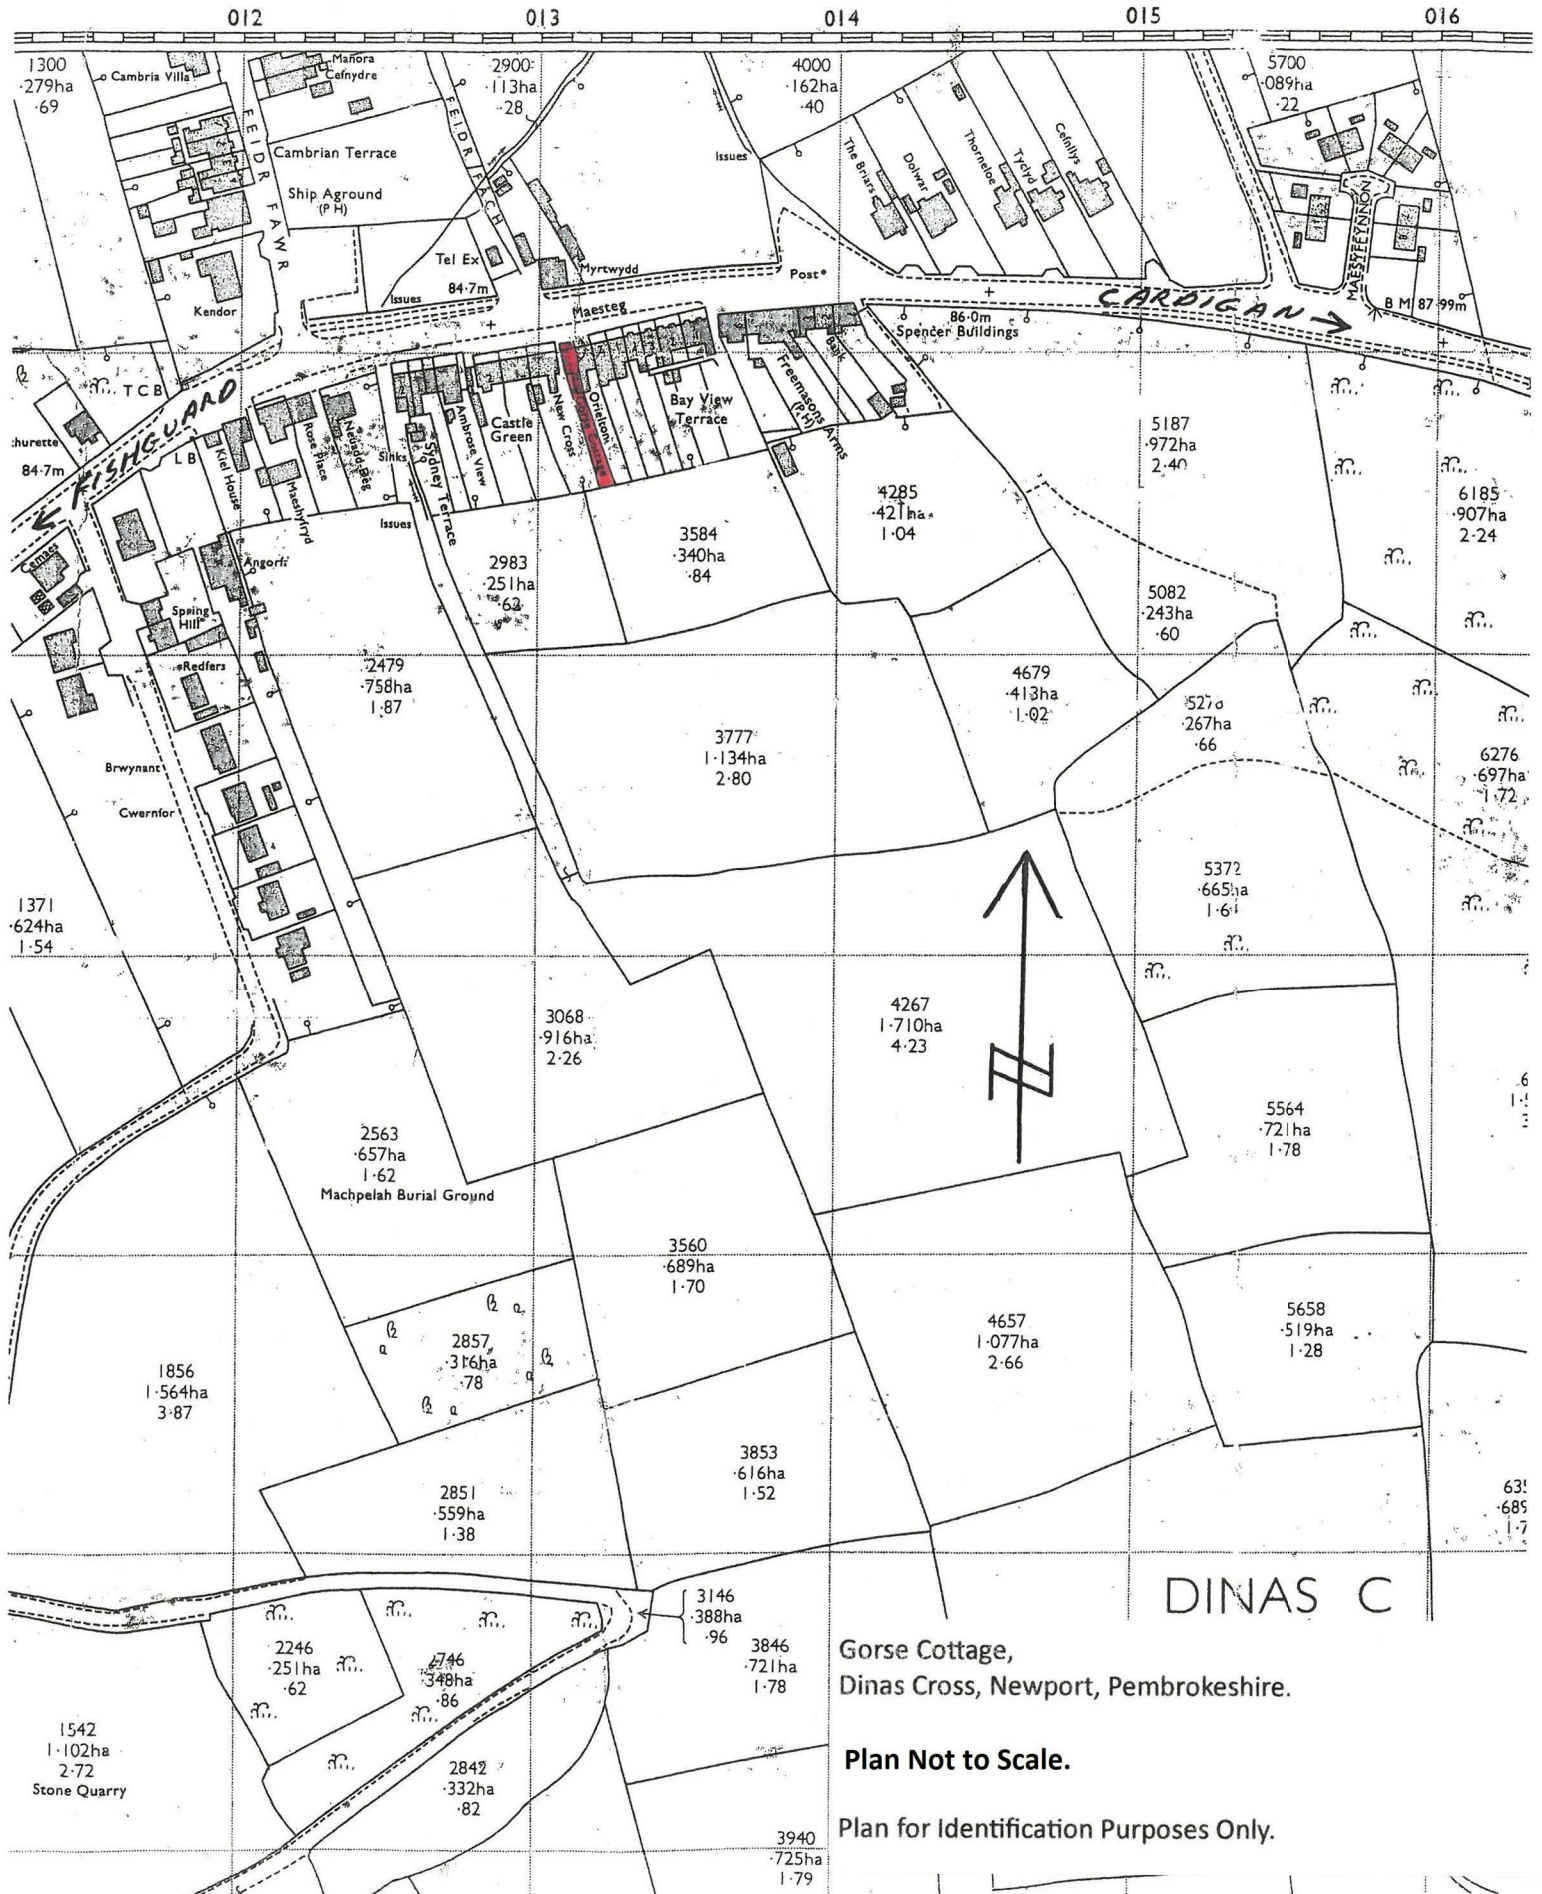 012
013
014
015
016
1300
·279ha
·69
Cambria Villa
Manora
Cefnydre
2900
·113ha
·28
4000
·162ha
·40
5700
·089ha
·22
FEIDR FAWR
FEIDR FACH
Cambrian Terrace
Ship Aground
(P H)
Issues
The Briars
Dolwar
Thorneloe
Tyclyd
Cefnllys
MAESYFFYNNON
Tel Ex
84·7m
Myrtwydd
Post
Kendor
Issues
Maesteg
CARDIGAN
B M 87·99m
86·0m
Spencer Buildings
T C B
FISHGUARD
84·7m
L B
Kiel House
Maeshyfryd
Rose Place
Neuadd Beg
Sinks
Issues
Sydney Terrace
Ambrose View
Castle
Green
New Cross
Orielton
Gorse Cottage
Bay View
Terrace
Freemasons Arms
(P H)
Bank
5187
·972ha
2·40
4285
·421ha
1·04
6185
·907ha
2·24
3584
·340ha
·84
2983
·251ha
·62
Cemaes
Angorfa
Spring
Hill
Redfers
5082
·243ha
·60
2479
·758ha
1·87
4679
·413ha
1·02
·267ha
·66
3777
1·134ha
2·80
6276
·697ha
1·72
Brwynant
Cwernfor
5372
·665ha
1·64
1371
·624ha
1·54
3068
·916ha
2·26
4267
1·710ha
4·23
N
5564
·721ha
1·78
2563
·657ha
1·62
Machpelah Burial Ground
3560
·689ha
1·70
5658
·519ha
1·28
4657
1·077ha
2·66
2857
·316ha
·78
1856
1·564ha
3·87
3853
·616ha
1·52
2851
·559ha
1·38
DINAS C
3146
·388ha
·96
2246
·251ha
·62
2746
·348ha
·86
3846
·721ha
1·78
Gorse Cottage,
Dinas Cross, Newport, Pembrokeshire.
1542
1·102ha
2·72
Stone Quarry
Plan Not to Scale.
2842
·332ha
·82
Plan for Identification Purposes Only.
3940
·725ha
1·79